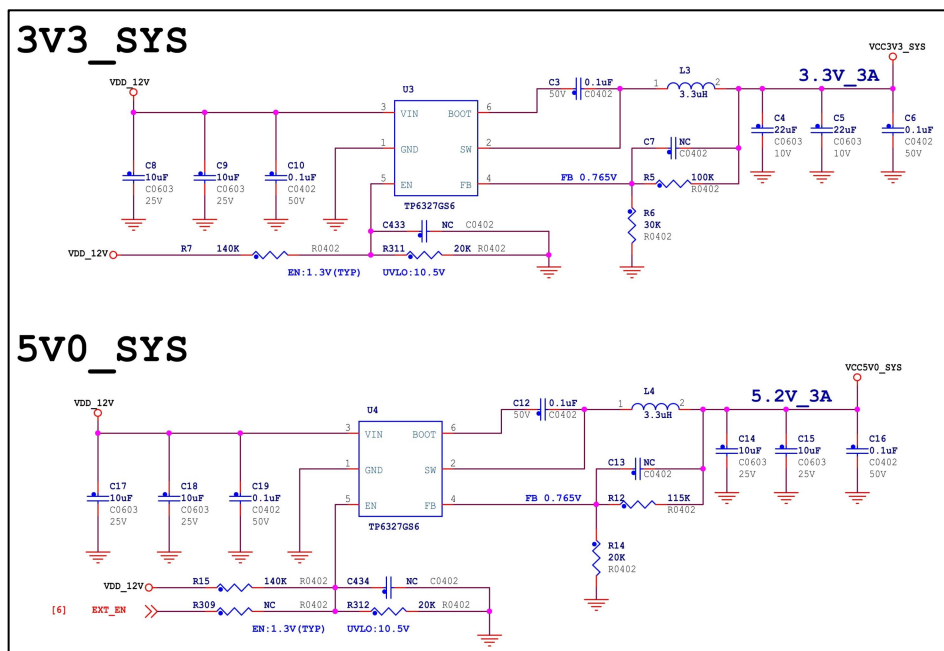 3V3_SYS
VCC3V3_SYS
VDD_12V
C3 0.1uF
50V C0402
L3
1 2
3.3uH
3.3V_3A
U3
3 VIN BOOT 6
1 GND SW 2
5 EN FB 4
TP6327GS6
C8
10uF
C0603
25V
C9
10uF
C0603
25V
C10
0.1uF
C0402
50V
C7 NC
C0402
FB 0.765V
R5 100K
R0402
R6
30K
R0402
C4
22uF
C0603
10V
C5
22uF
C0603
10V
C6
0.1uF
C0402
50V
C433 NC C0402
VDD_12V
R7 140K R0402
R311 20K R0402
EN:1.3V(TYP) UVLO:10.5V
5V0_SYS
VCC5V0_SYS
VDD_12V
C12 0.1uF
50V C0402
L4
1 2
3.3uH
5.2V_3A
U4
3 VIN BOOT 6
1 GND SW 2
5 EN FB 4
TP6327GS6
C17
10uF
C0603
25V
C18
10uF
C0603
25V
C19
0.1uF
C0402
50V
C13 NC
C0402
FB 0.765V
R12 115K
R0402
R14
20K
R0402
C14
10uF
C0603
25V
C15
10uF
C0603
25V
C16
0.1uF
C0402
50V
VDD_12V
R15 140K R0402
C434 NC C0402
[6] EXT_EN
R309 NC R0402
R312 20K R0402
EN:1.3V(TYP) UVLO:10.5V